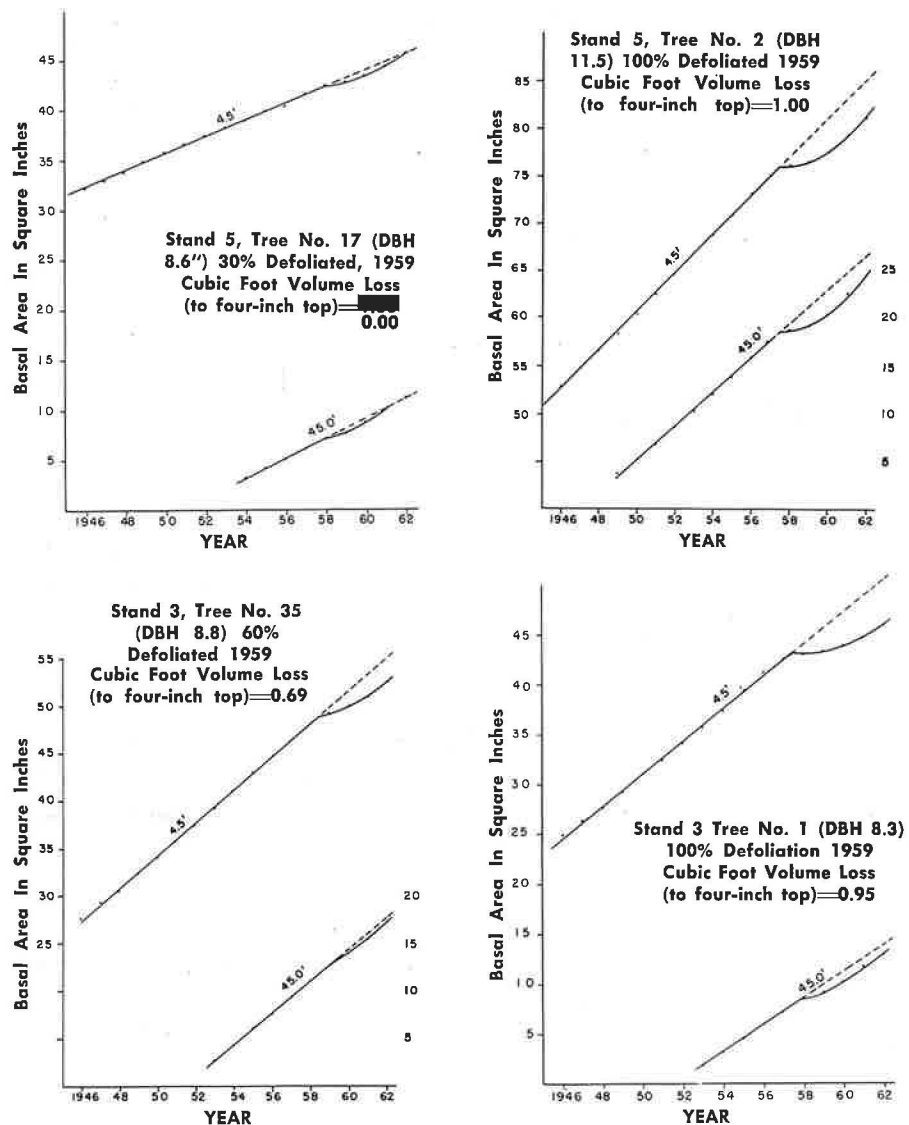 Basal Area In Square Inches
45
40
35
30
25
20
15
10
5
4.5'
Stand 5, Tree No. 17 (DBH
8.6") 30% Defoliated, 1959
Cubic Foot Volume Loss
(to four-inch top)=
0.00
45.0'
1946 48 50 52 54 56 58 60 62
YEAR
Basal Area In Square Inches
Stand 5, Tree No. 2 (DBH
11.5) 100% Defoliated 1959
Cubic Foot Volume Loss
(to four-inch top)=1.00
85
80
75
70
65
60
55
50
4.5'
45.0'
25
20
15
10
5
1946 48 50 52 54 56 58 60 62
YEAR
Basal Area In Square Inches
Stand 3, Tree No. 35
(DBH 8.8) 60%
Defoliated 1959
Cubic Foot Volume Loss
(to four-inch top)=0.69
55
50
45
40
35
30
25
4.5'
45.0'
20
15
10
5
1946 48 50 52 54 56 58 60 62
YEAR
Basal Area In Square Inches
45
40
35
30
25
20
15
10
5
4.5'
Stand 3 Tree No. 1 (DBH 8.3)
100% Defoliation 1959
Cubic Foot Volume Loss
(to four-inch top)=0.95
45.0'
1946 48 50 52 54 56 58 60 62
YEAR